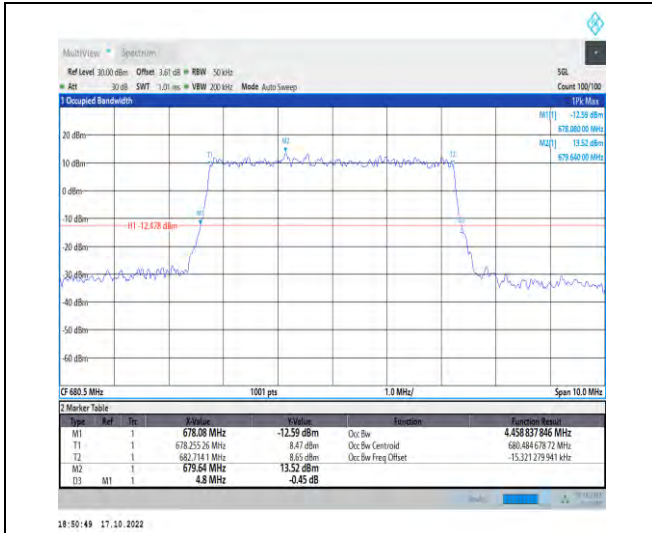 MultiView Spectrum
Ref Level 30.00 dBm Offset 3.61 dB RBW 50 kHz SGL
Att 30 dB SWT 1.01 ms VBW 200 kHz Mode Auto Sweep Count 100/100
1 Occupied Bandwidth 1Pk Max
M1[1] -12.59 dBm
678.080 00 MHz
M2[1] 13.52 dBm
679.640 00 MHz
20 dBm
M2
T1 T2
10 dBm
0 dBm
-10 dBm
M1
H1 -12.478 dBm
-20 dBm
-30 dBm
-40 dBm
-50 dBm
-60 dBm
CF 680.5 MHz 1001 pts 1.0 MHz/ Span 10.0 MHz
2 Marker Table
Type Ref Trc X-Value Y-Value Function Function Result
M1 1 678.08 MHz -12.59 dBm Occ Bw 4.458 837 846 MHz
T1 1 678.255 26 MHz 8.47 dBm Occ Bw Centroid 680.484 678 72 MHz
T2 1 682.714 1 MHz 8.65 dBm Occ Bw Freq Offset -15.321 279 941 kHz
M2 1 679.64 MHz 13.52 dBm
D3 M1 1 4.8 MHz -0.45 dB
18:50:49 17.10.2022